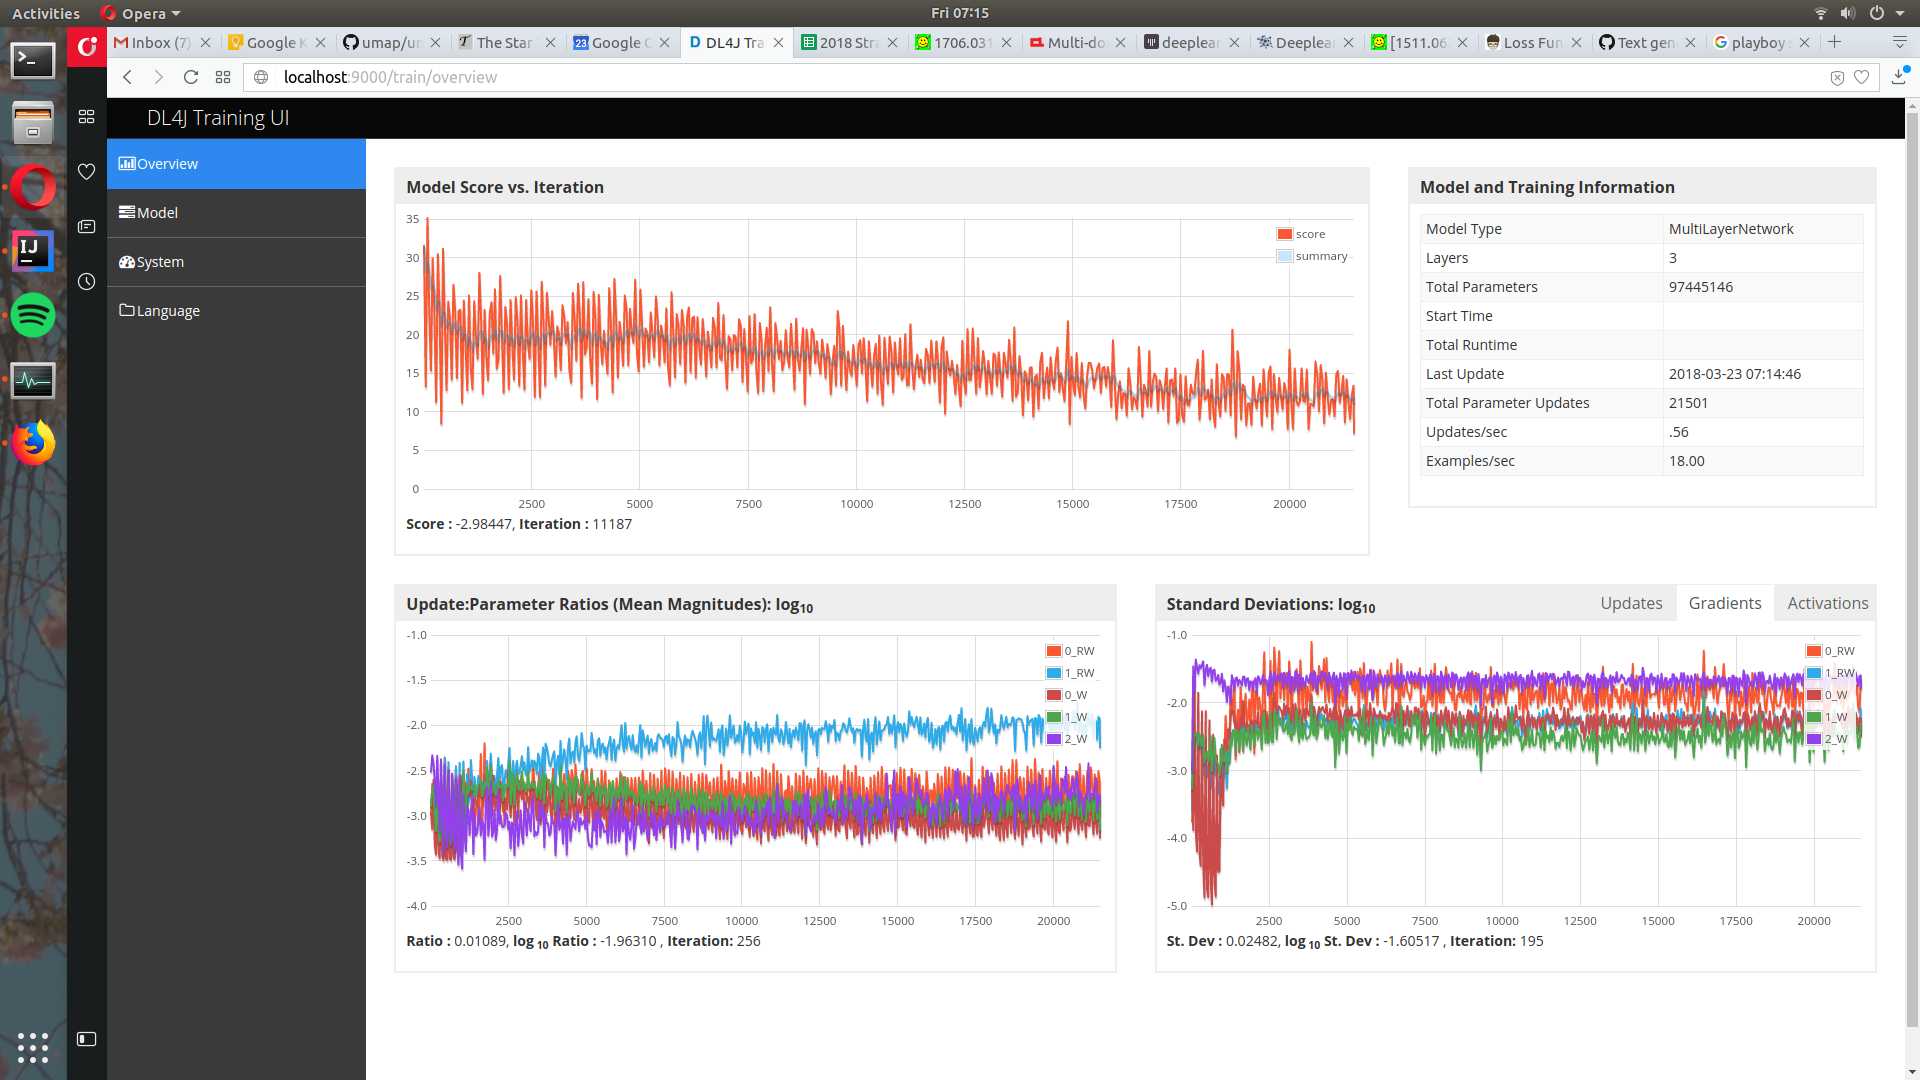 Activities
Opera
Fri 07:15
Inbox (7)
Google K
umap/ur
The Star
23
Google C
DL4J Tra
2018 Stra
1706.031
Multi-do
deeplear
Deeplea
[1511.06
Loss Fun
Text gen
playboy
localhost:9000/train/overview
DL4J Training UI
Overview
Model
System
Language
Model Score vs. Iteration
35
30
25
20
15
10
5
0
2500 5000 7500 10000 12500 15000 17500 20000
score
summary
Score : -2.98447, Iteration : 11187
Model and Training Information
Model Type MultiLayerNetwork
Layers 3
Total Parameters 97445146
Start Time
Total Runtime
Last Update 2018-03-23 07:14:46
Total Parameter Updates 21501
Updates/sec .56
Examples/sec 18.00
Update:Parameter Ratios (Mean Magnitudes): log10
-1.0
-1.5
-2.0
-2.5
-3.0
-3.5
-4.0
2500 5000 7500 10000 12500 15000 17500 20000
0_RW
1_RW
0_W
1_W
2_W
Ratio : 0.01089, log 10 Ratio : -1.96310 , Iteration: 256
Standard Deviations: log10
Updates Gradients Activations
-1.0
-2.0
-3.0
-4.0
-5.0
2500 5000 7500 10000 12500 15000 17500 20000
0_RW
1_RW
0_W
1_W
2_W
St. Dev : 0.02482, log 10 St. Dev : -1.60517 , Iteration: 195